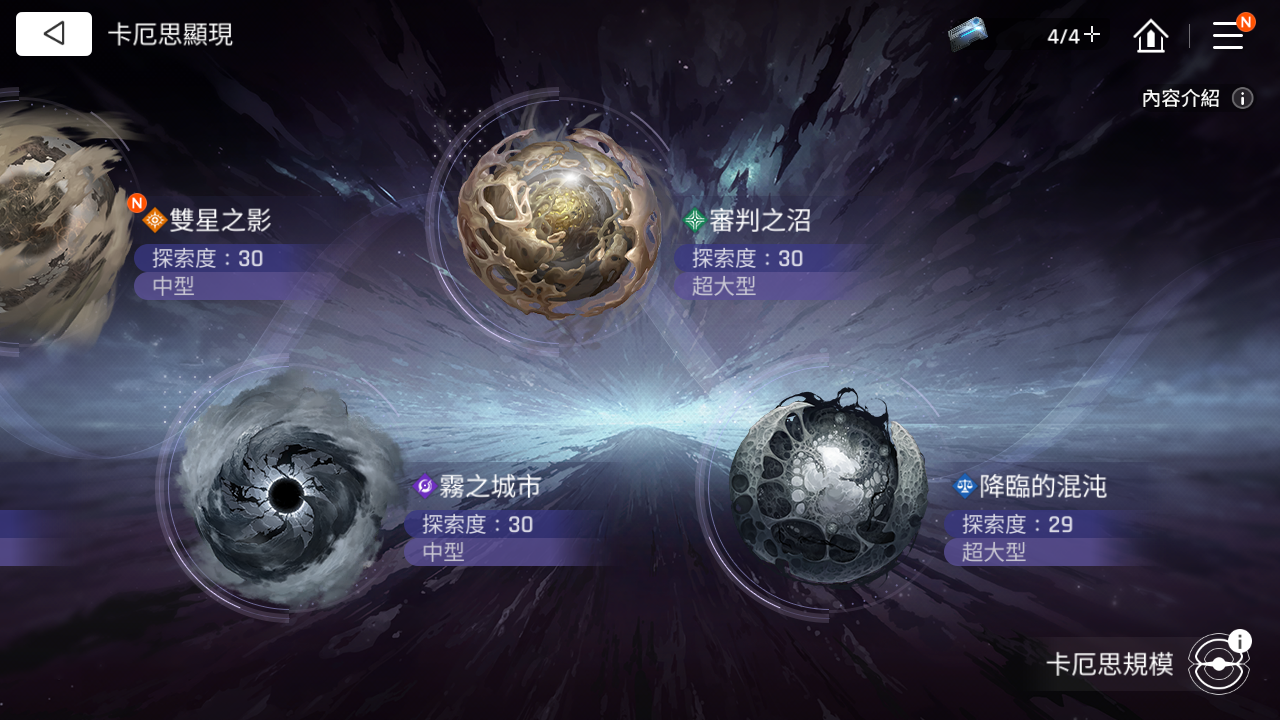 卡厄思顯現
4/4
N
內容介紹
N
雙星之影
探索度：30
中型
審判之沼
探索度：30
超大型
霧之城市
探索度：30
中型
降臨的混沌
探索度：29
超大型
卡厄思規模